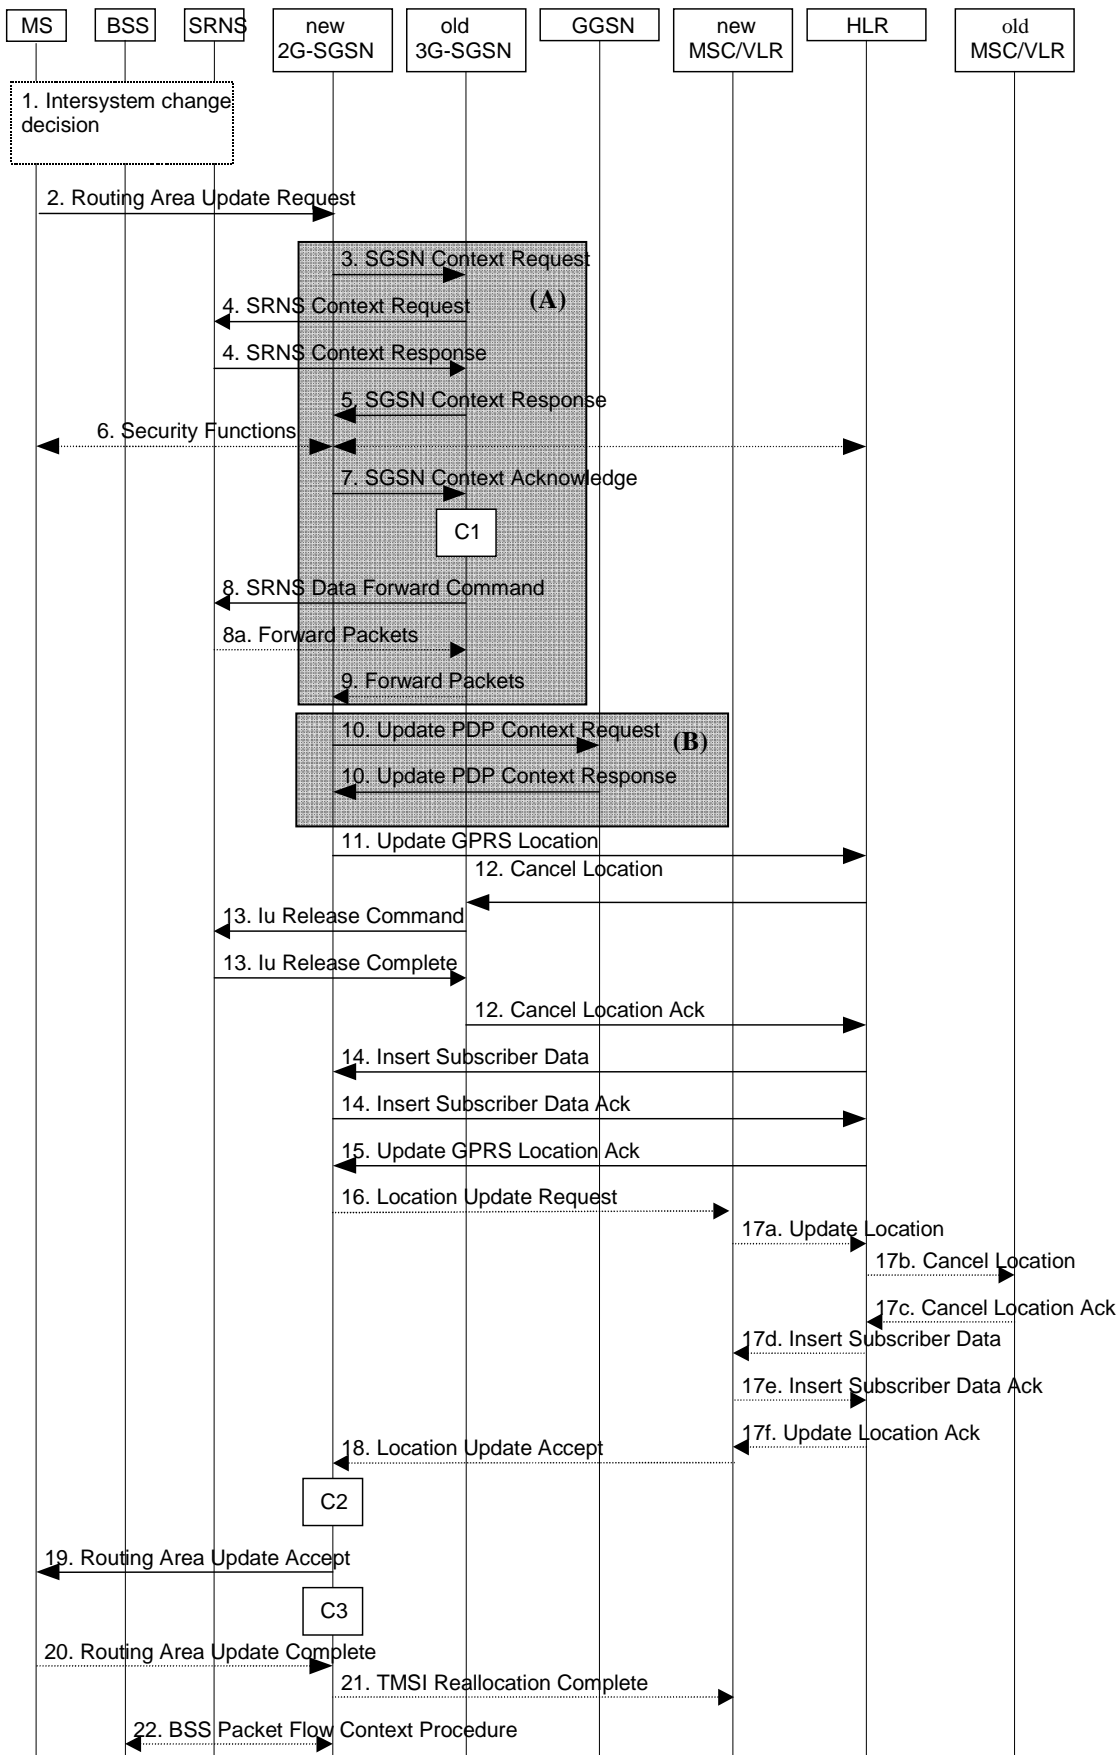 MS
BSS
SRNS
new
2G-SGSN
old
3G-SGSN
GGSN
new
MSC/VLR
HLR
old
MSC/VLR
1. Intersystem change
decision
2. Routing Area Update Request
3. SGSN Context Request
(A)
4. SRNS Context Request
4. SRNS Context Response
5. SGSN Context Response
6. Security Functions
7. SGSN Context Acknowledge
C1
8. SRNS Data Forward Command
8a. Forward Packets
9. Forward Packets
10. Update PDP Context Request
(B)
10. Update PDP Context Response
11. Update GPRS Location
12. Cancel Location
13. Iu Release Command
13. Iu Release Complete
12. Cancel Location Ack
14. Insert Subscriber Data
14. Insert Subscriber Data Ack
15. Update GPRS Location Ack
16. Location Update Request
17a. Update Location
17b. Cancel Location
17c. Cancel Location Ack
17d. Insert Subscriber Data
17e. Insert Subscriber Data Ack
17f. Update Location Ack
18. Location Update Accept
C2
19. Routing Area Update Accept
C3
20. Routing Area Update Complete
21. TMSI Reallocation Complete
22. BSS Packet Flow Context Procedure